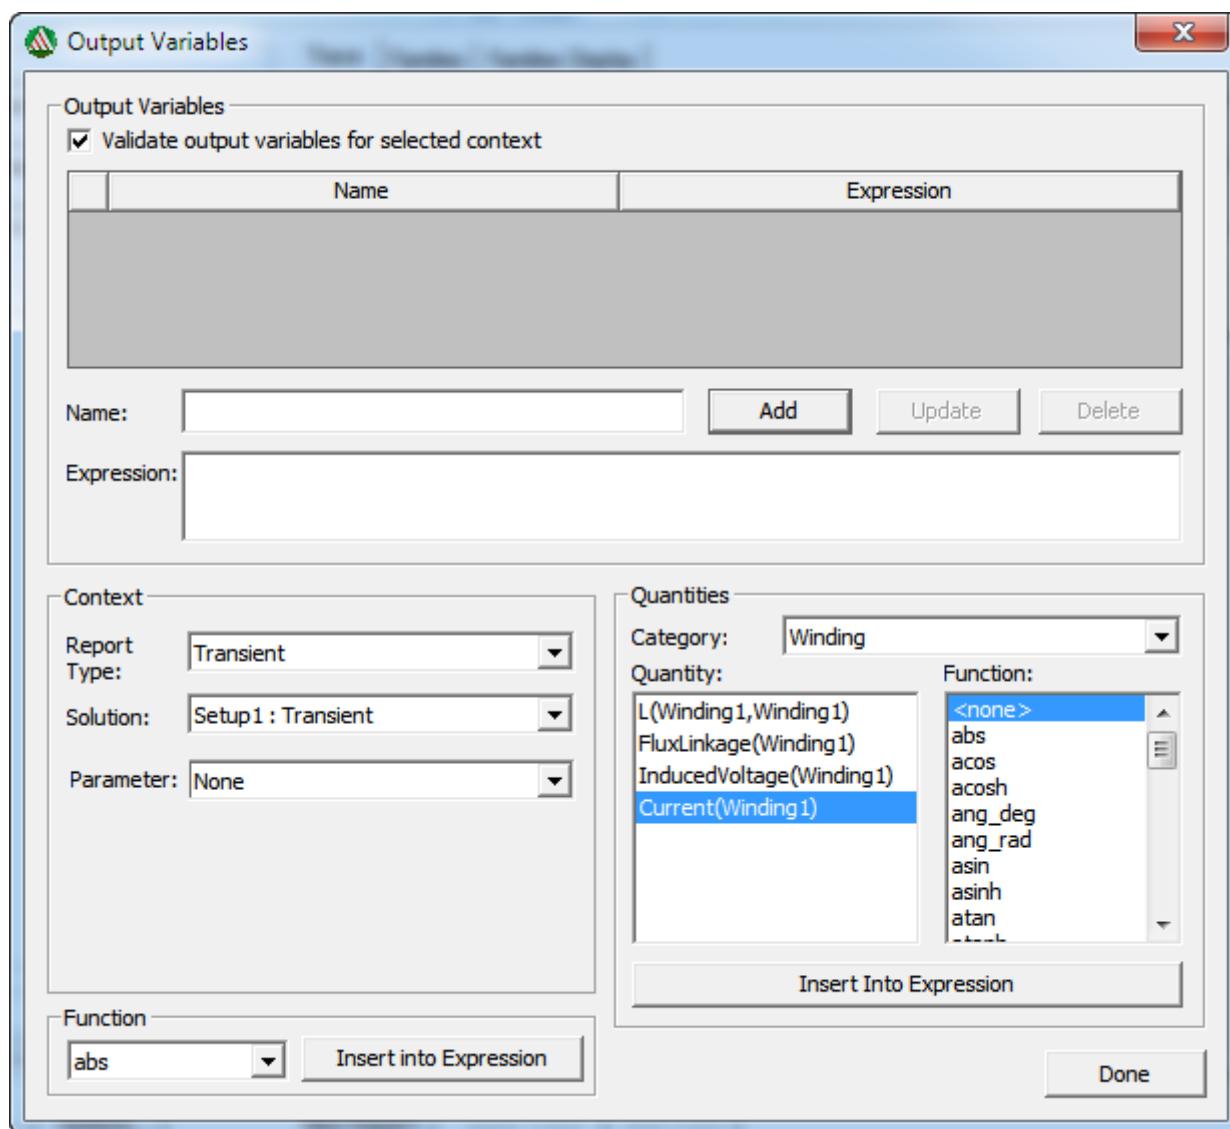 Output Variables
Output Variables
Validate output variables for selected context
Name Expression
Name: Add Update Delete
Expression:
Context
Report Type: Transient
Solution: Setup1 : Transient
Parameter: None
Quantities
Category: Winding
Quantity: Function:
L(Winding1,Winding1)
FluxLinkage(Winding1)
InducedVoltage(Winding1)
Current(Winding1)
<none>
abs
acos
acosh
ang_deg
ang_rad
asin
asinh
atan
Insert Into Expression
Function
abs Insert into Expression
Done